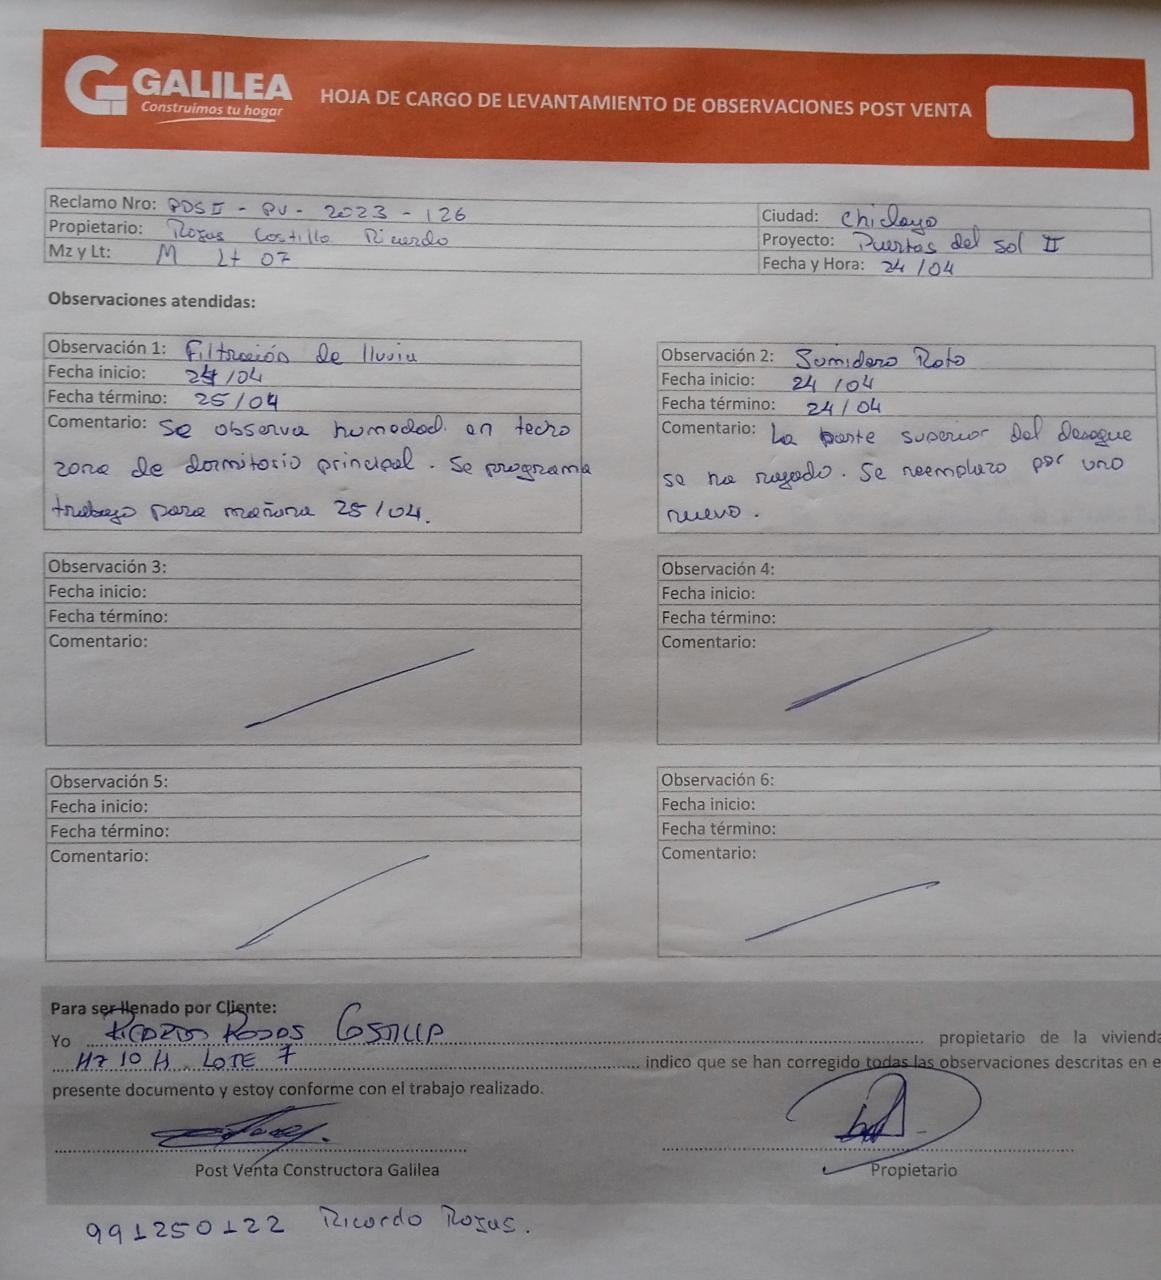 GALILEA
Construimos tu hogar
HOJA DE CARGO DE LEVANTAMIENTO DE OBSERVACIONES POST VENTA
Reclamo Nro: PDS II - PV - 2023 - 126
Propietario: Rojas Castillo Ricardo
Mz y Lt: M Lt 07
Ciudad: Chiclayo
Proyecto: Puertas del Sol II
Fecha y Hora: 24/04
Observaciones atendidas:
Observación 1: Filtración de lluvia
Fecha inicio: 24/04
Fecha término: 25/04
Comentario: Se observa humedad en techo
zona de dormitorio principal. Se programa
trabajo para mañana 25/04.
Observación 2: Sumidero Roto
Fecha inicio: 24/04
Fecha término: 24/04
Comentario: La parte superior del desague
se ha rajado. Se reemplazo por uno
nuevo.
Observación 3:
Fecha inicio:
Fecha término:
Comentario:
Observación 4:
Fecha inicio:
Fecha término:
Comentario:
Observación 5:
Fecha inicio:
Fecha término:
Comentario:
Observación 6:
Fecha inicio:
Fecha término:
Comentario:
Para ser llenado por Cliente:
Yo Ricardo Rojas Castillo propietario de la vivienda
LOTE 7 indico que se han corregido todas las observaciones descritas en e
presente documento y estoy conforme con el trabajo realizado.
Post Venta Constructora Galilea
Propietario
991250122 Ricardo Rojas.